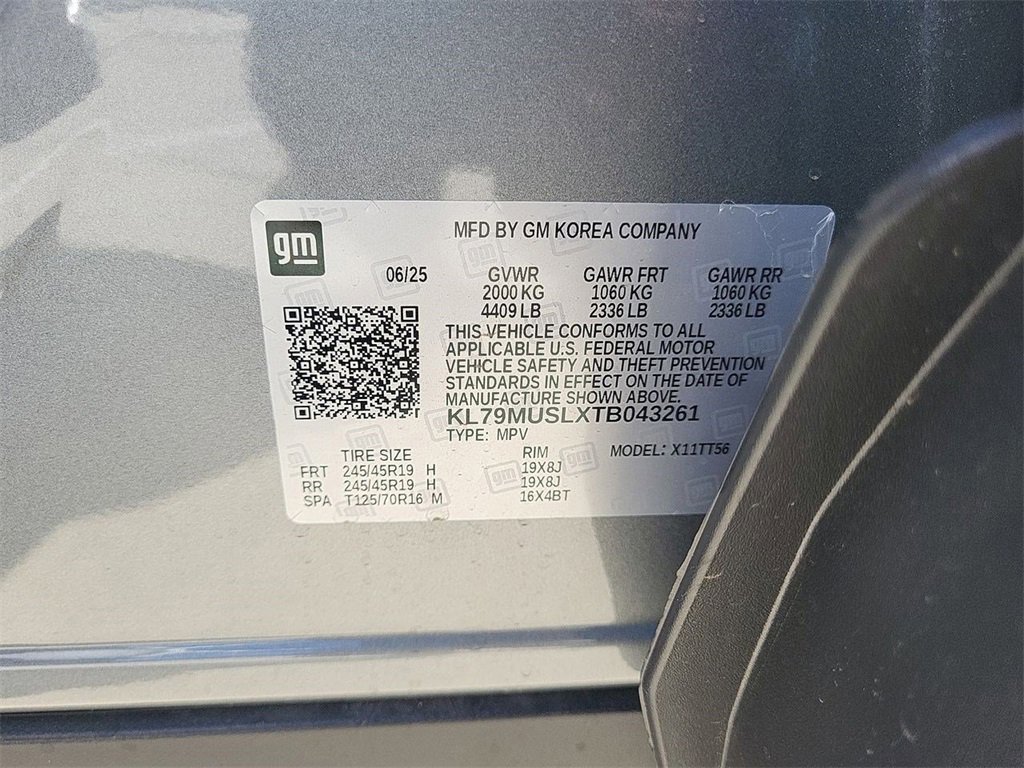 gm
MFD BY GM KOREA COMPANY
06/25 GVWR GAWR FRT GAWR RR
2000 KG 1060 KG 1060 KG
4409 LB 2336 LB 2336 LB
THIS VEHICLE CONFORMS TO ALL
APPLICABLE U.S. FEDERAL MOTOR
VEHICLE SAFETY AND THEFT PREVENTION
STANDARDS IN EFFECT ON THE DATE OF
MANUFACTURE SHOWN ABOVE.
KL79MUSLXTB043261
TYPE: MPV MODEL: X11TT56
TIRE SIZE RIM
FRT 245/45R19 H 19X8J
RR 245/45R19 H 19X8J
SPA T125/70R16 M 16X4BT